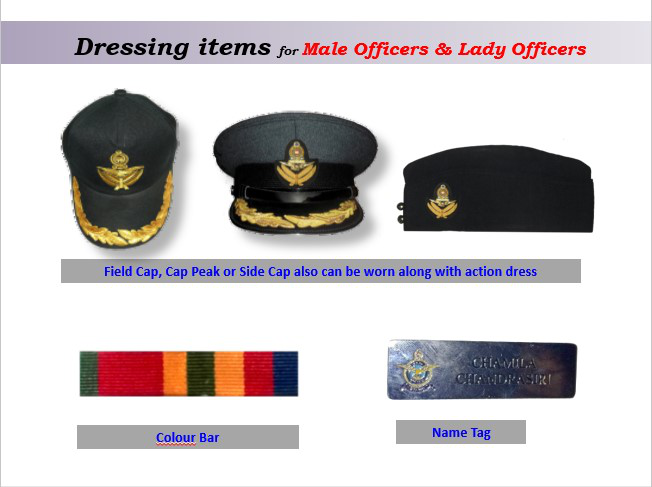 Dressing items for Male Officers & Lady Officers
Field Cap, Cap Peak or Side Cap also can be worn along with action dress
CHAMILA
CHANDRASIRI
Colour Bar
Name Tag